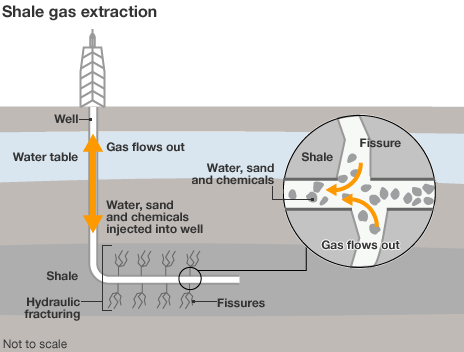 Shale gas extraction
Well
Water table
Gas flows out
Water, sand
and chemicals
injected into well
Shale
Hydraulic
fracturing
Fissures
Fissure
Shale
Water, sand
and chemicals
Gas flows out
Not to scale